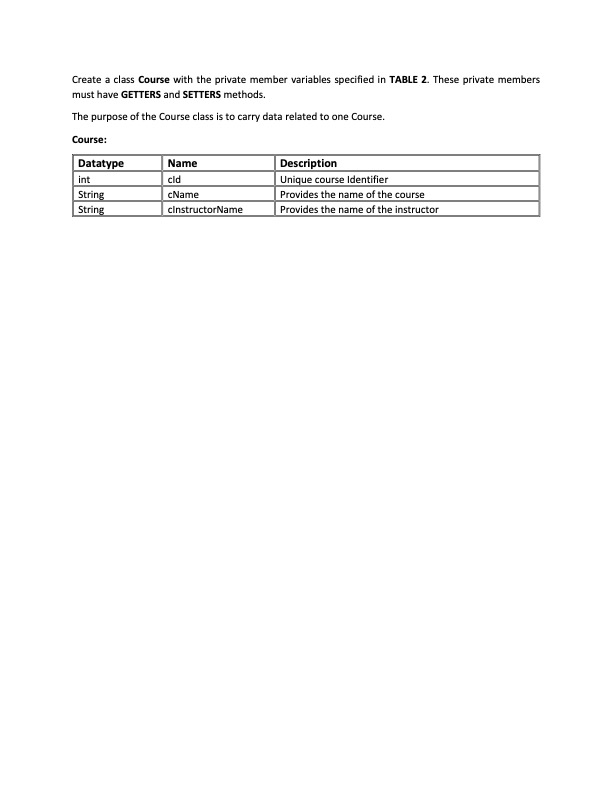 Create a class Course with the private member variables specified in TABLE 2. These private members
must have GETTERS and SETTERS methods.
The purpose of the Course class is to carry data related to one Course.
Course:
Datatype Name Description
int cId Unique course Identifier
String cName Provides the name of the course
String cInstructorName Provides the name of the instructor